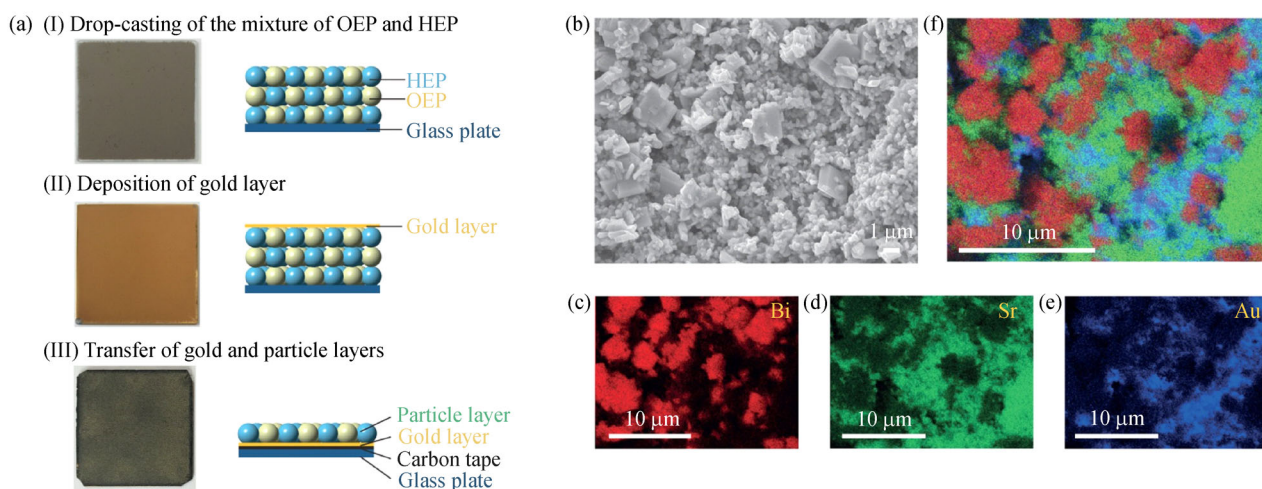 (a) (I) Drop-casting of the mixture of OEP and HEP
HEP
OEP
Glass plate
(II) Deposition of gold layer
Gold layer
(III) Transfer of gold and particle layers
Particle layer
Gold layer
Carbon tape
Glass plate
(b)
1 μm
(f)
10 μm
(c)
Bi
10 μm
(d)
Sr
10 μm
(e)
Au
10 μm